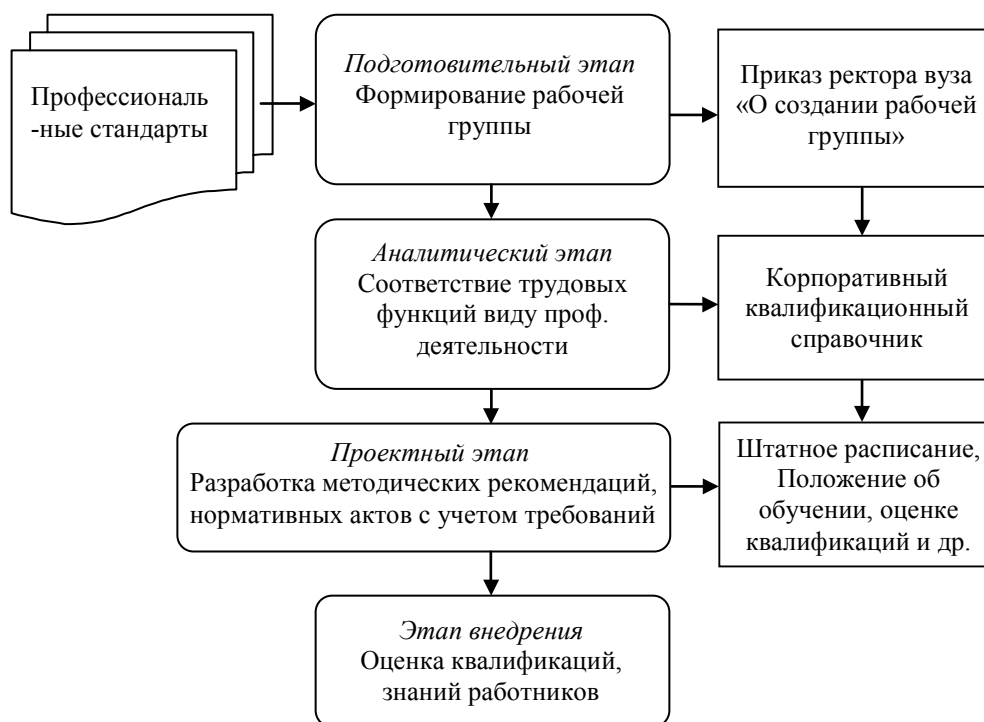 Профессиональ
-ные стандарты
Подготовительный этап
Формирование рабочей
группы
Приказ ректора вуза
«О создании рабочей
группы»
Аналитический этап
Соответствие трудовых
функций виду проф.
деятельности
Корпоративный
квалификационный
справочник
Проектный этап
Разработка методических рекомендаций,
нормативных актов с учетом требований
Штатное расписание,
Положение об
обучении, оценке
квалификаций и др.
Этап внедрения
Оценка квалификаций,
знаний работников